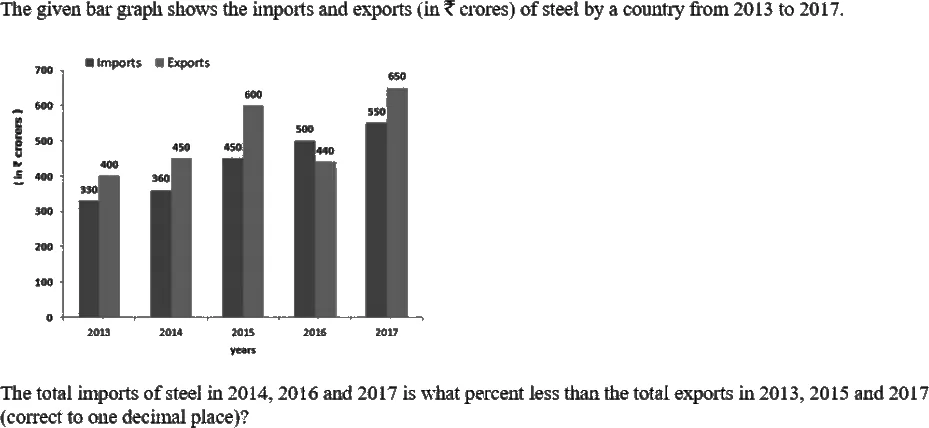 The given bar graph shows the imports and exports (in ₹ crores) of steel by a country from 2013 to 2017.
Imports Exports
700
600
500
400
300
200
100
0
(in ₹ crorers)
330
400
360
450
450
600
500
440
550
650
2013 2014 2015 2016 2017
years
The total imports of steel in 2014, 2016 and 2017 is what percent less than the total exports in 2013, 2015 and 2017
(correct to one decimal place)?